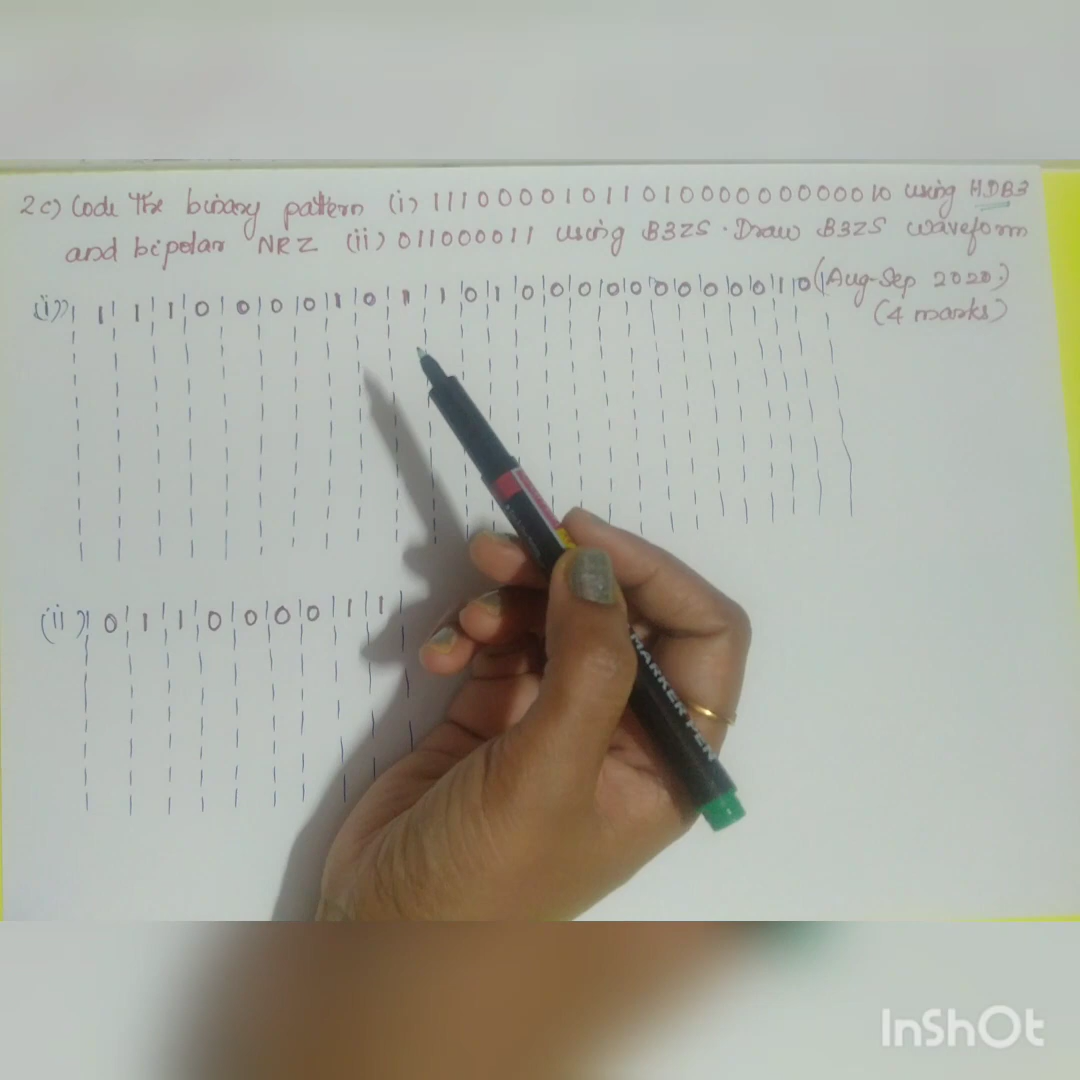 2c) Code the binary pattern (i) 11100001011010000000000010 using HDB3
and bipolar NRZ (ii) 011000011 using B3ZS. Draw B3ZS waveform
(i) 1 1 1 0 0 0 0 1 0 1 1 0 1 0 0 0 0 0 0 0 0 0 0 1 0 (Aug-Sep 2020)
(4 marks)
(ii) 0 1 1 0 0 0 0 1 1
MARKER PEN
InShOt